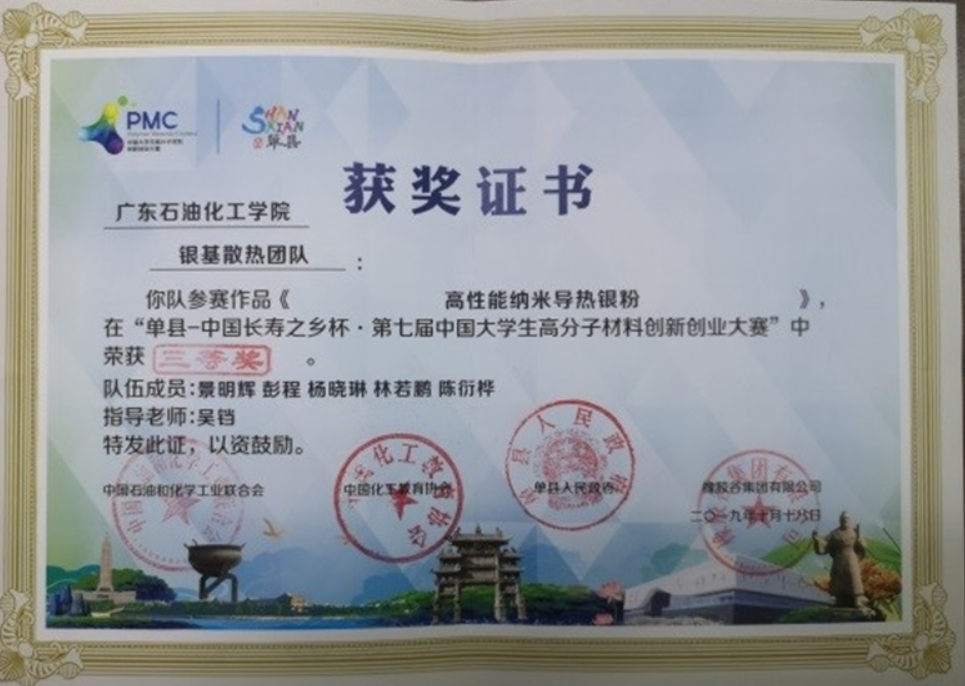 PMC
SHAN XIAN
单县
获奖证书
广东石油化工学院
银基散热团队：
你队参赛作品《 高性能纳米导热银粉 》，
在“单县-中国长寿之乡杯·第七届中国大学生高分子材料创新创业大赛”中
荣获 三等奖 。
队伍成员：景明辉 彭程 杨晓琳 林若鹏 陈衍桦
指导老师：吴铛
特发此证，以资鼓励。
中国石油和化学工业联合会 中国化工教育协会 单县人民政府 橡胶谷集团有限公司
二〇一九年十月十八日